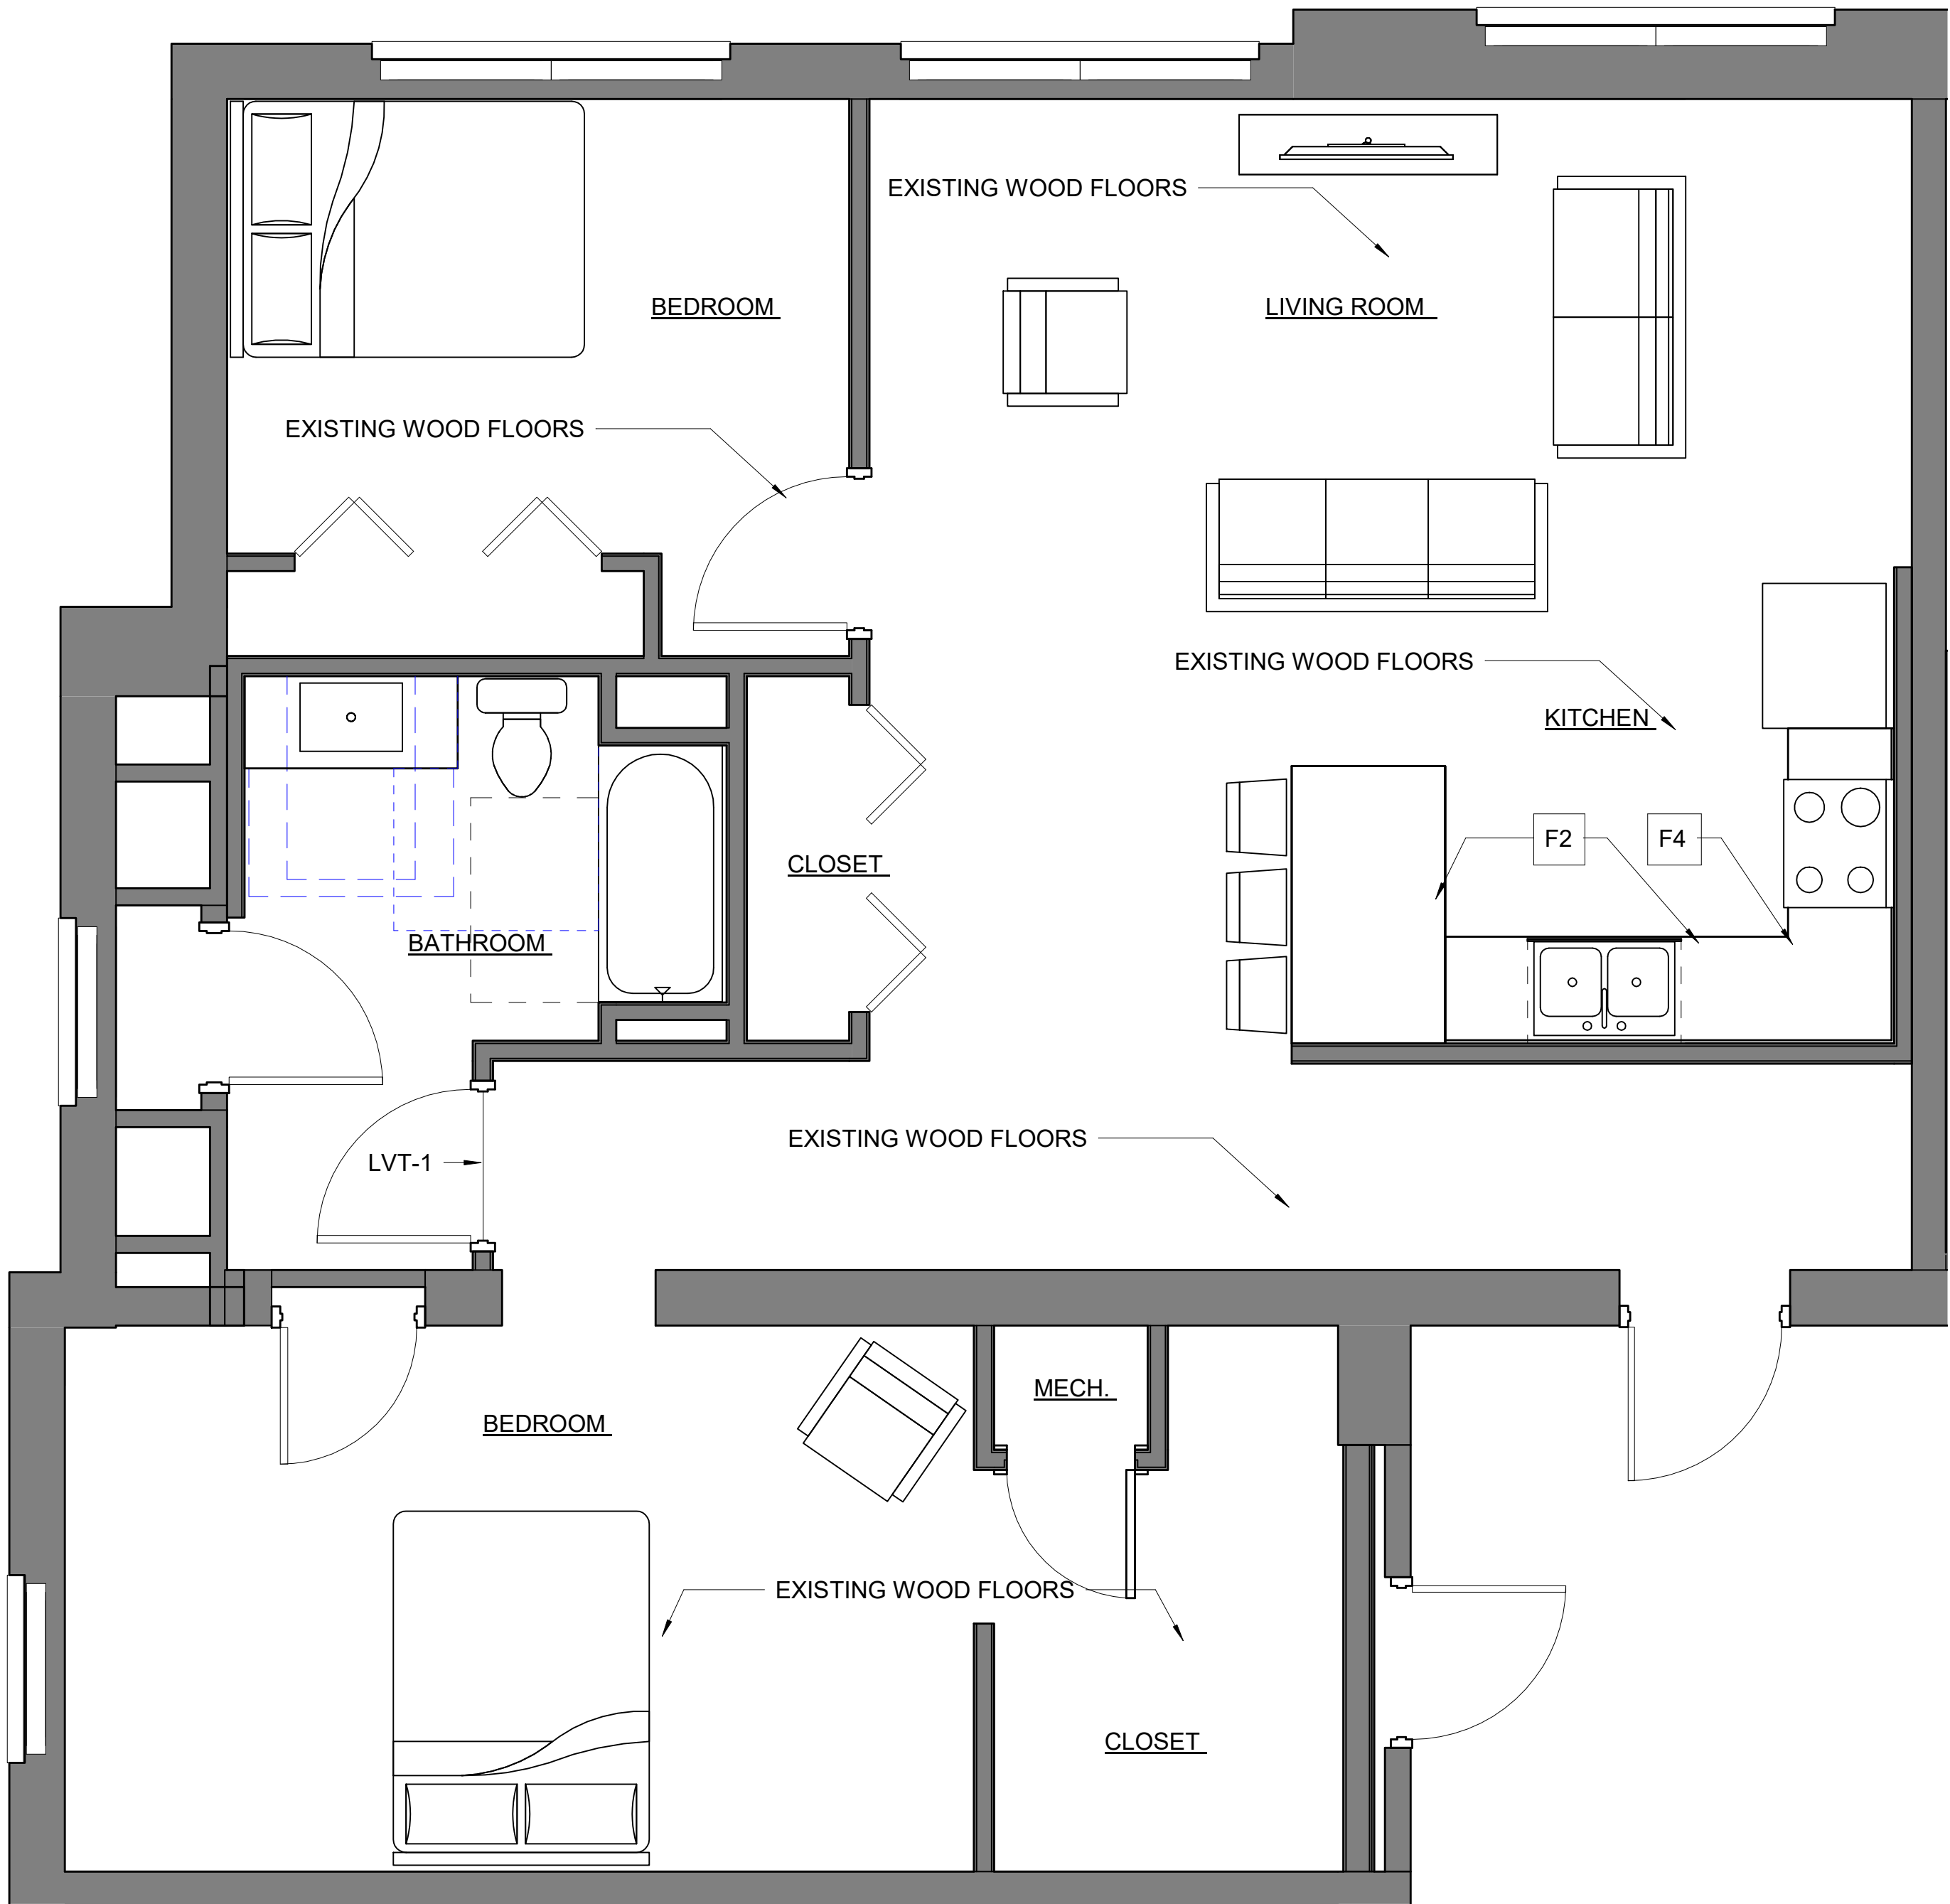 EXISTING WOOD FLOORS
BEDROOM
LIVING ROOM
EXISTING WOOD FLOORS
EXISTING WOOD FLOORS
KITCHEN
F2
F4
CLOSET
BATHROOM
EXISTING WOOD FLOORS
LVT-1
MECH.
BEDROOM
EXISTING WOOD FLOORS
CLOSET